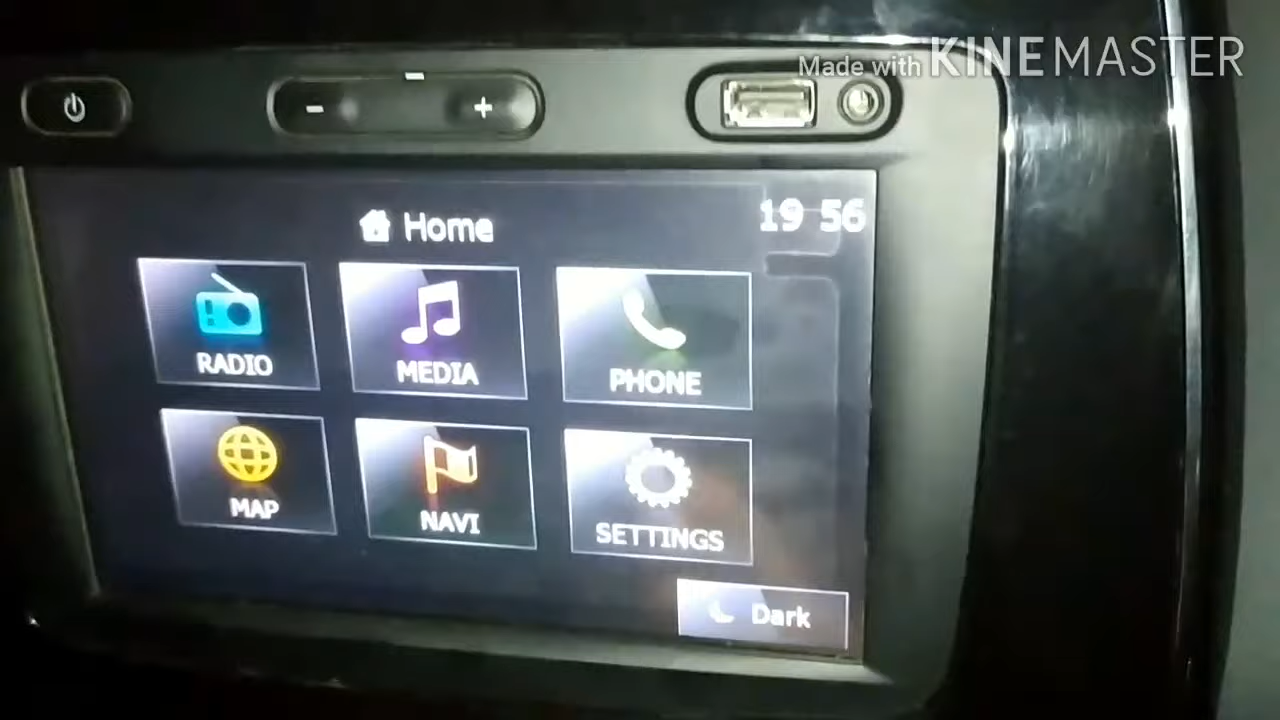 Made with KINEMASTER
- +
Home
19 56
RADIO MEDIA PHONE
MAP NAVI SETTINGS
Dark